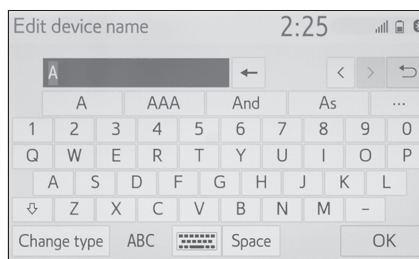 Edit device name 2:25
A
A AAA And As ...
1 2 3 4 5 6 7 8 9 0
Q W E R T Y U I O P
A S D F G H J K L
Z X C V B N M –
Change type ABC Space OK